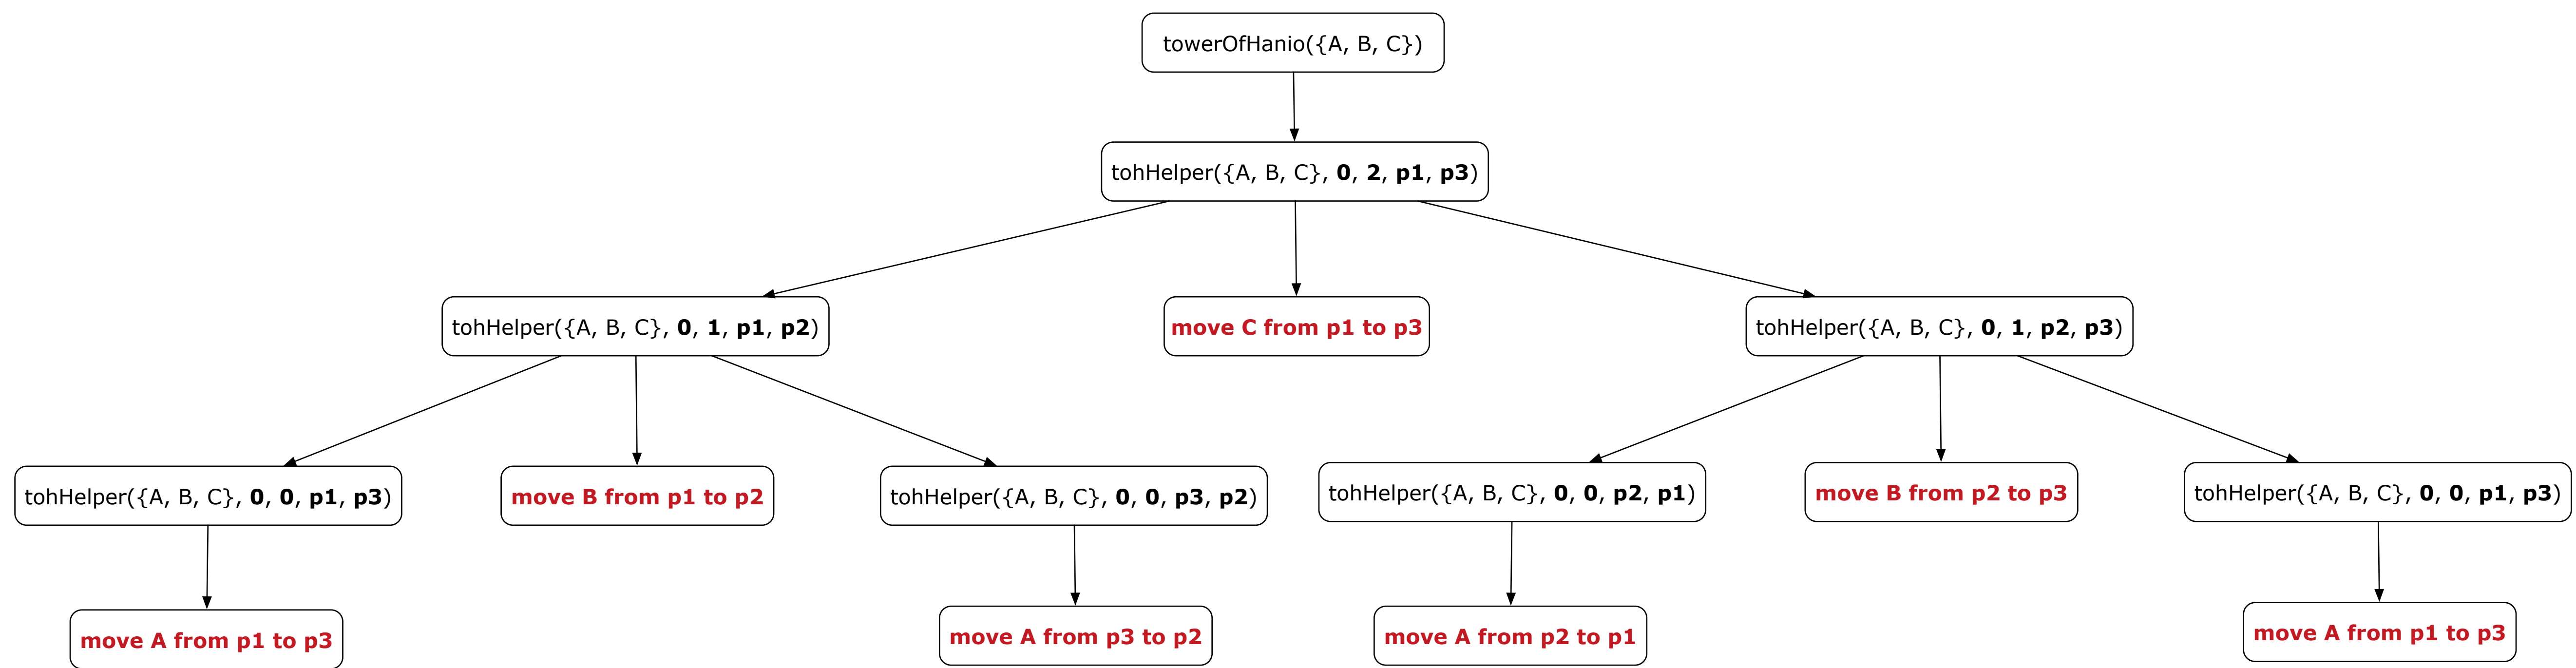 towerOfHanio({A, B, C})
tohHelper({A, B, C}, 0, 2, p1, p3)
tohHelper({A, B, C}, 0, 1, p1, p2)
move C from p1 to p3
tohHelper({A, B, C}, 0, 1, p2, p3)
tohHelper({A, B, C}, 0, 0, p1, p3)
move B from p1 to p2
tohHelper({A, B, C}, 0, 0, p3, p2)
tohHelper({A, B, C}, 0, 0, p2, p1)
move B from p2 to p3
tohHelper({A, B, C}, 0, 0, p1, p3)
move A from p1 to p3
move A from p3 to p2
move A from p2 to p1
move A from p1 to p3